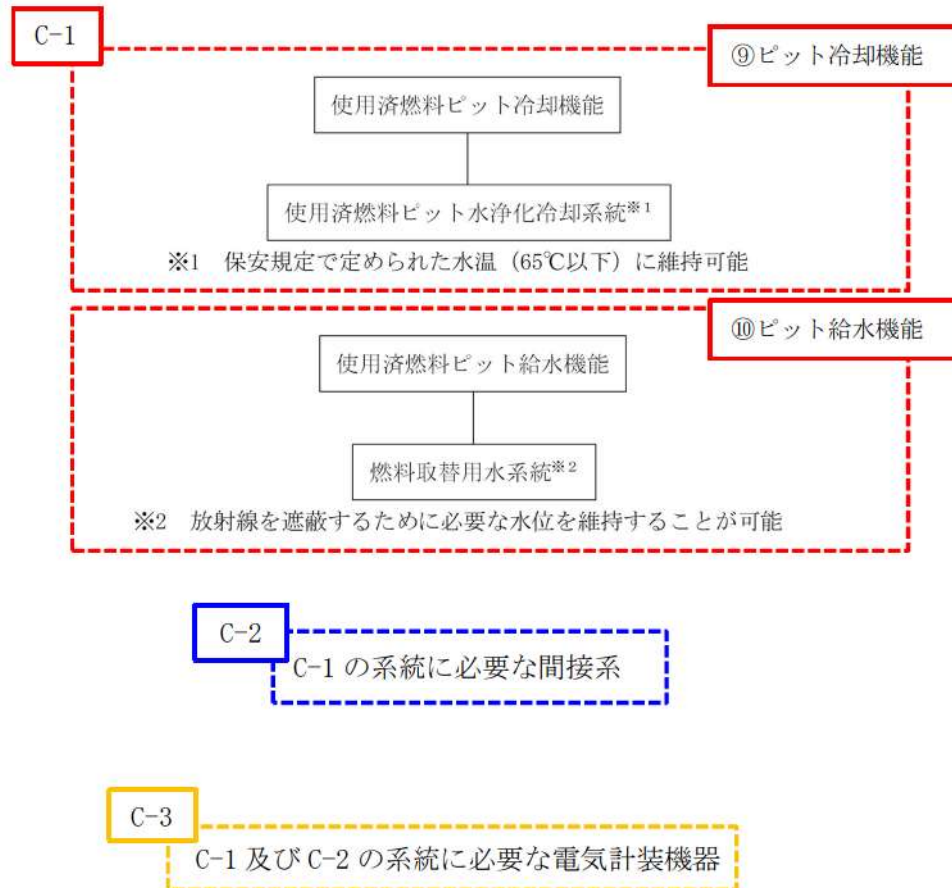 C-1
⑨ピット冷却機能
使用済燃料ピット冷却機能
使用済燃料ピット水浄化冷却系統※1
※1 保安規定で定められた水温（65℃以下）に維持可能
⑩ピット給水機能
使用済燃料ピット給水機能
燃料取替用水系統※2
※2 放射線を遮蔽するために必要な水位を維持することが可能
C-2
C-1 の系統に必要な間接系
C-3
C-1 及び C-2 の系統に必要な電気計装機器